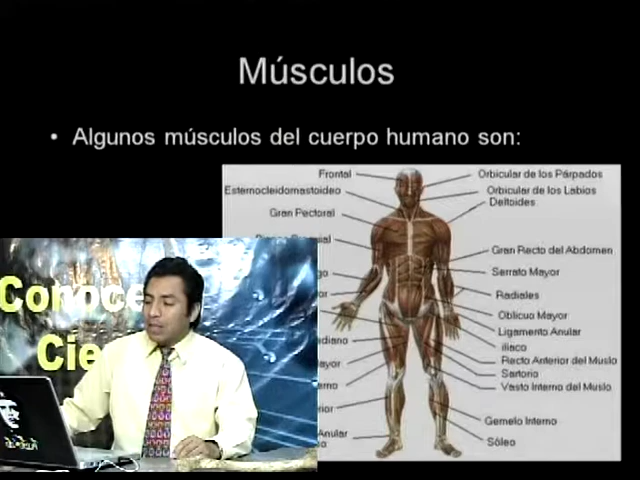 Músculos
• Algunos músculos del cuerpo humano son:
Frontal
Orbicular de los Párpados
Esternocleidomastoideo
Orbicular de los Labios
Deltoides
Gran Pectoral
Gran Recto del Abdomen
Serrato Mayor
Radiales
Oblicuo Mayor
Ligamento Anular
iliaco
Recto Anterior del Muslo
Sartorio
Vasto Interno del Muslo
Gemelo Interno
Sóleo
Conoce
Cie